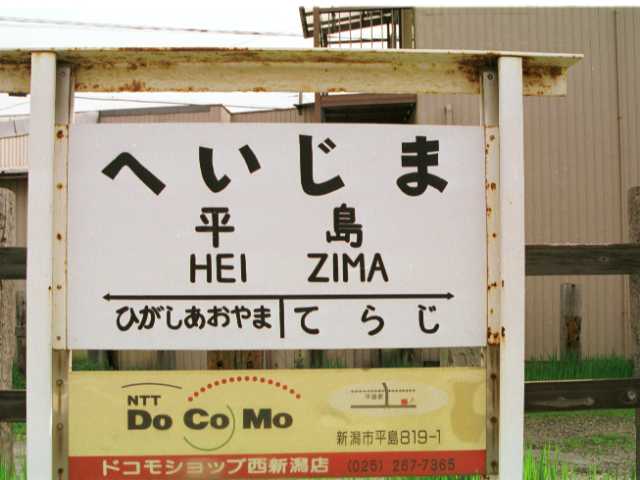 へいじま
平島
HEI ZIMA
ひがしあおやま てらじ
NTT
Do Co Mo
新潟市平島819-1
ドコモショップ西新潟店 (025) 267-7365